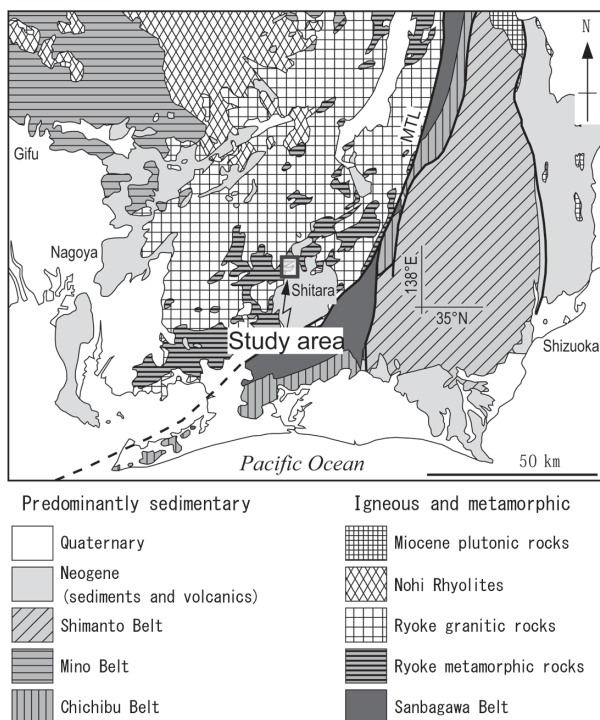 N
MTL
Gifu
Nagoya
138°E.
Shitara
35°N
Study area
Shizuoka
Pacific Ocean
50 km
Predominantly sedimentary
Igneous and metamorphic
Quaternary
Miocene plutonic rocks
Neogene
(sediments and volcanics)
Nohi Rhyolites
Shimanto Belt
Ryoke granitic rocks
Mino Belt
Ryoke metamorphic rocks
Chichibu Belt
Sanbagawa Belt